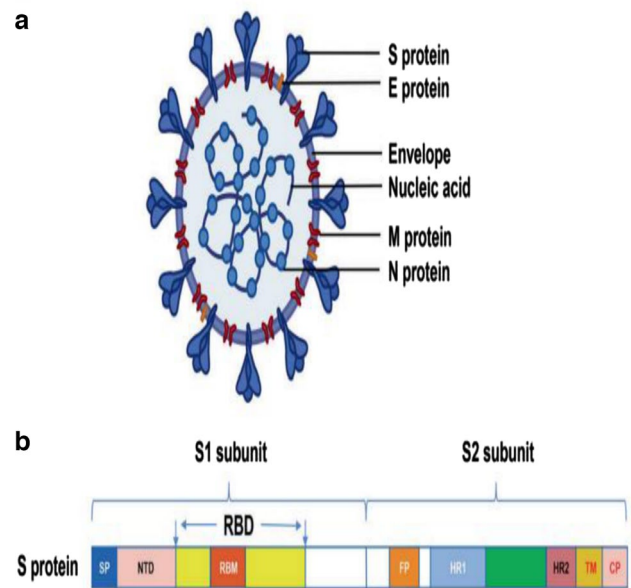 a
S protein
E protein
Envelope
Nucleic acid
M protein
N protein
b
S1 subunit S2 subunit
RBD
S protein SP NTD RBM FP HR1 HR2 TM CP